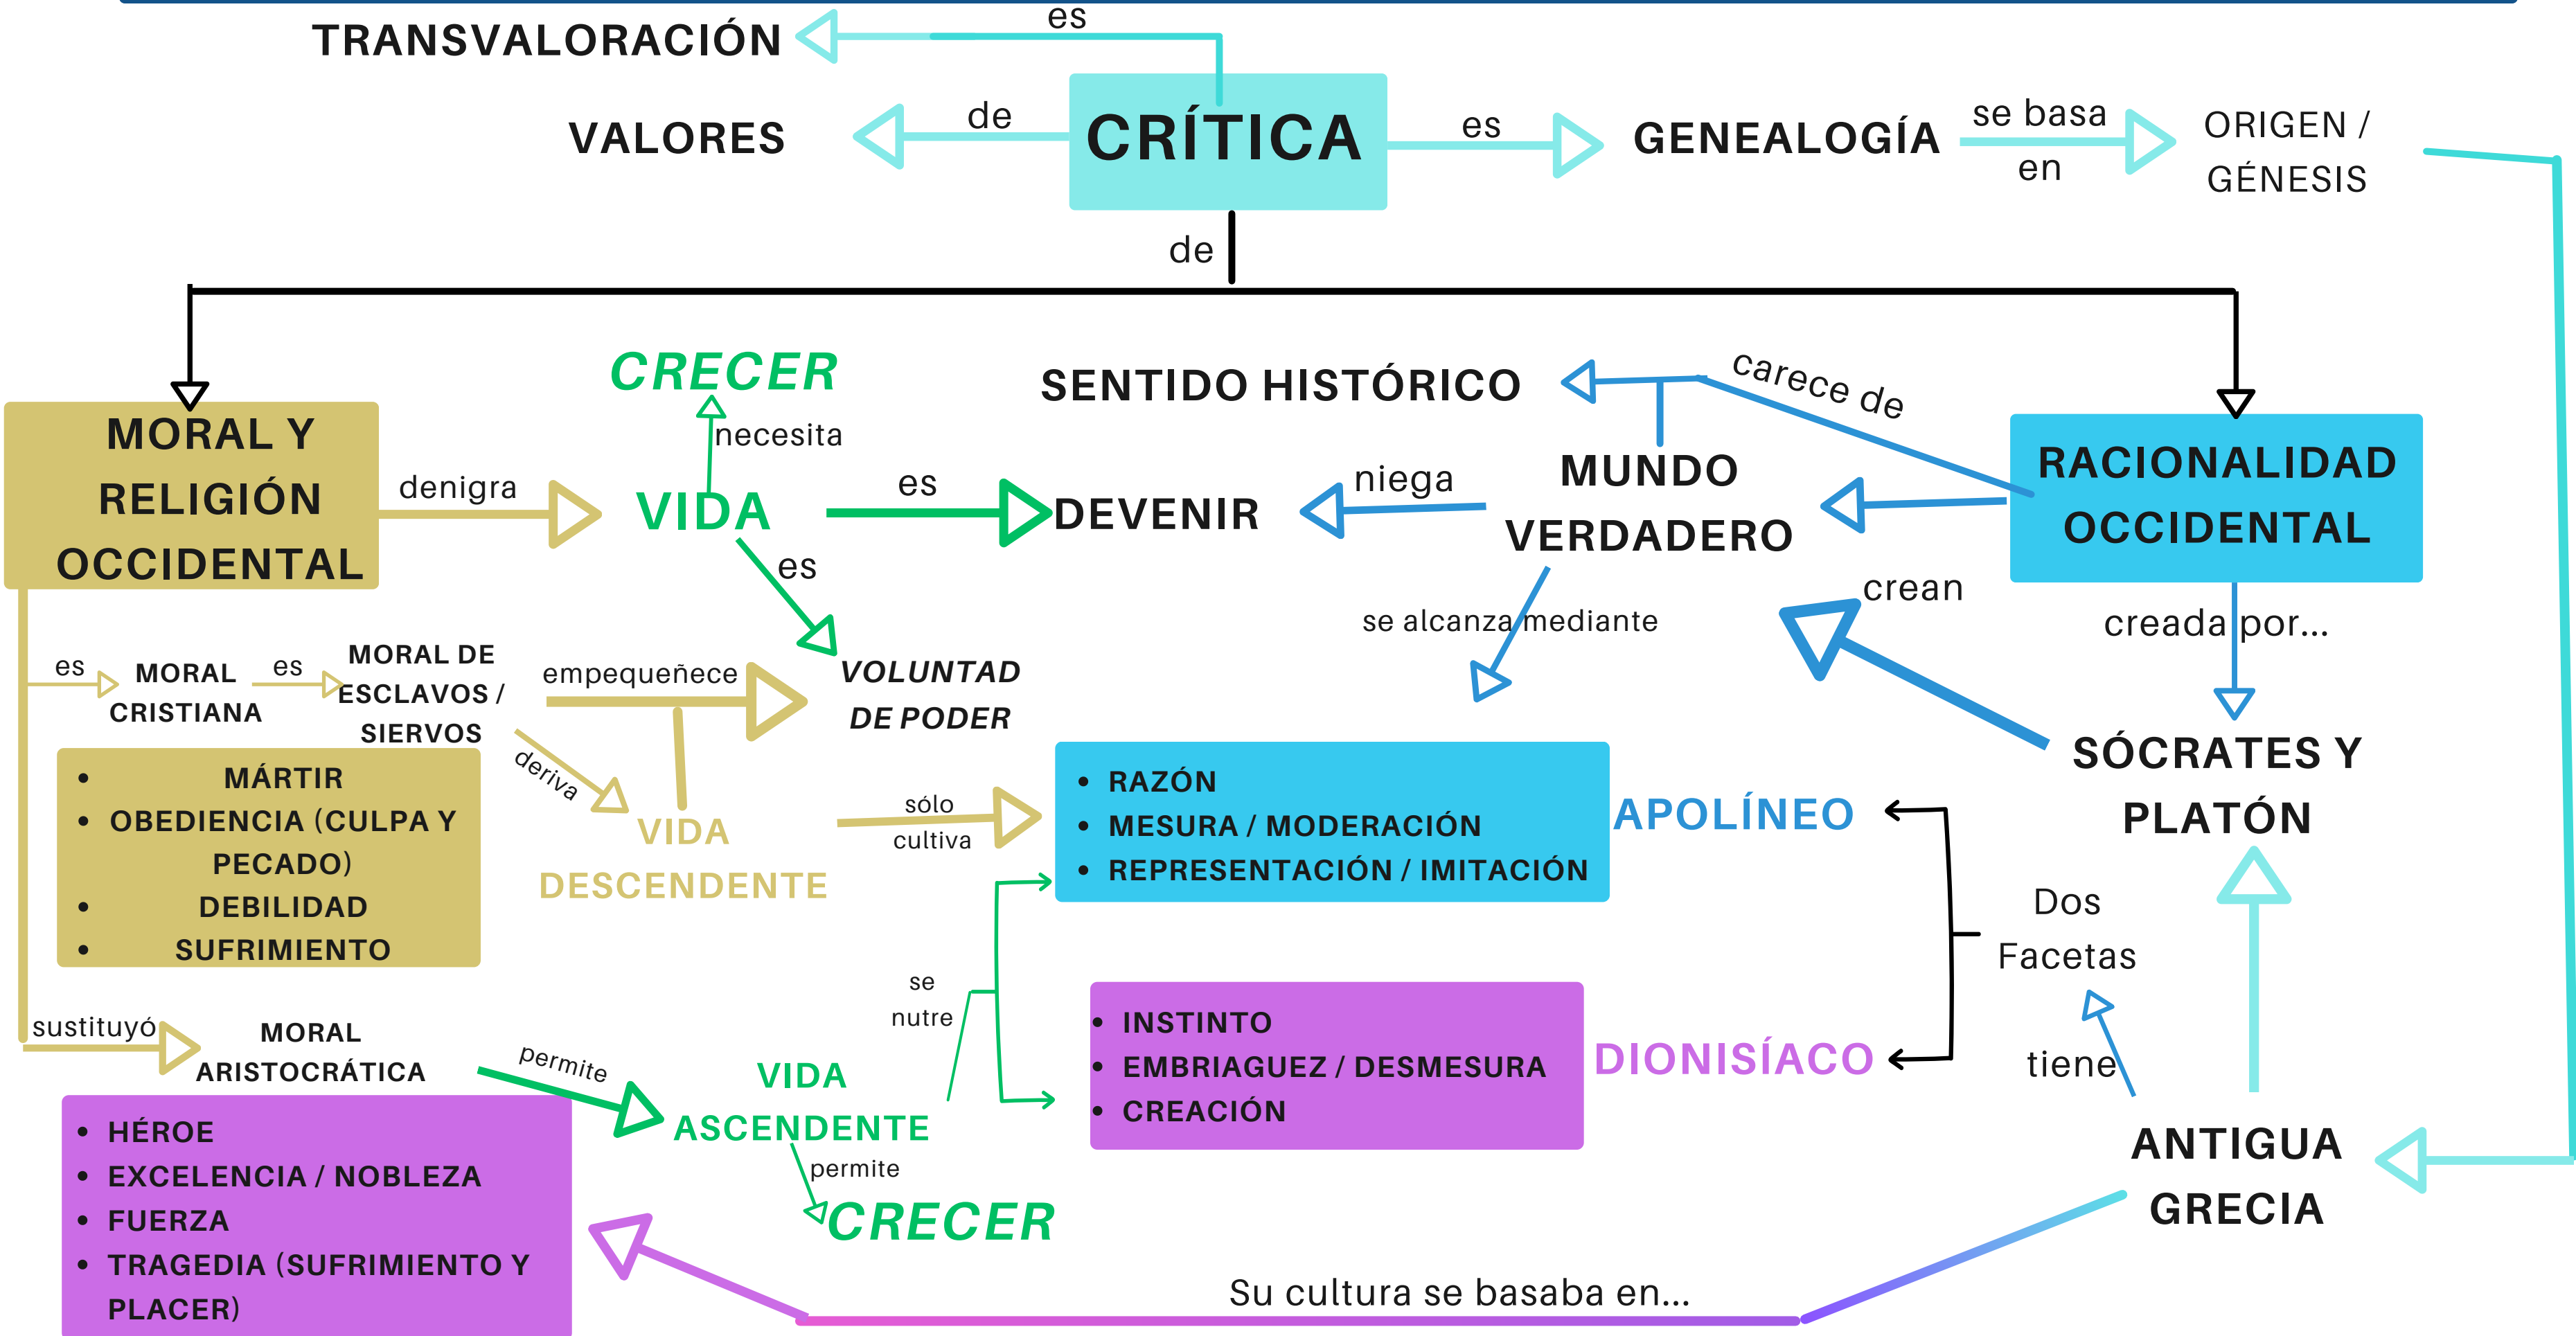 es
TRANSVALORACIÓN
VALORES
de
CRÍTICA
es
GENEALOGÍA
se basa
en
ORIGEN /
GÉNESIS
de
MORAL Y
RELIGIÓN
OCCIDENTAL
denigra
CRECER
necesita
VIDA
es
DEVENIR
es
SENTIDO HISTÓRICO
carece de
niega
MUNDO
VERDADERO
RACIONALIDAD
OCCIDENTAL
crean
creada por...
se alcanza mediante
es
MORAL
CRISTIANA
es
MORAL DE
ESCLAVOS /
SIERVOS
empequeñece
VOLUNTAD
DE PODER
deriva
• MÁRTIR
• OBEDIENCIA (CULPA Y
PECADO)
• DEBILIDAD
• SUFRIMIENTO
VIDA
DESCENDENTE
sólo
cultiva
• RAZÓN
• MESURA / MODERACIÓN
• REPRESENTACIÓN / IMITACIÓN
APOLÍNEO
SÓCRATES Y
PLATÓN
Dos
Facetas
se
nutre
• INSTINTO
• EMBRIAGUEZ / DESMESURA
• CREACIÓN
DIONISÍACO
tiene
sustituyó
MORAL
ARISTOCRÁTICA
permite
VIDA
ASCENDENTE
permite
CRECER
• HÉROE
• EXCELENCIA / NOBLEZA
• FUERZA
• TRAGEDIA (SUFRIMIENTO Y
PLACER)
ANTIGUA
GRECIA
Su cultura se basaba en...